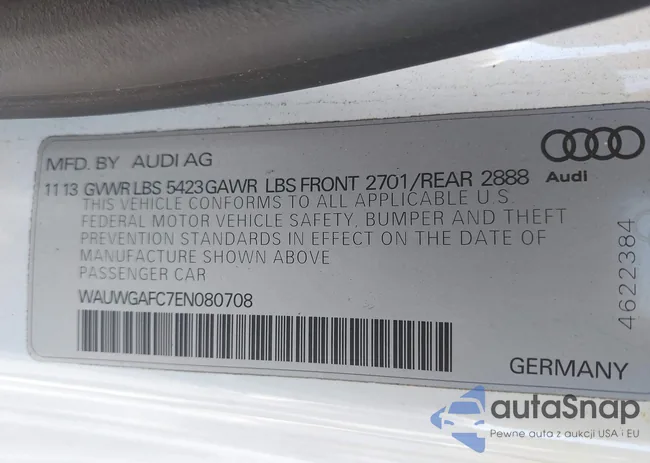 MFD. BY AUDI AG
11 13 GVWR LBS 5423 GAWR LBS FRONT 2701/REAR 2888
Audi
THIS VEHICLE CONFORMS TO ALL APPLICABLE U.S.
FEDERAL MOTOR VEHICLE SAFETY, BUMPER AND THEFT
PREVENTION STANDARDS IN EFFECT ON THE DATE OF
MANUFACTURE SHOWN ABOVE
PASSENGER CAR
WAUWGAFC7EN080708
4622384
GERMANY
autaSnap
Pewne auta z aukcji USA i EU